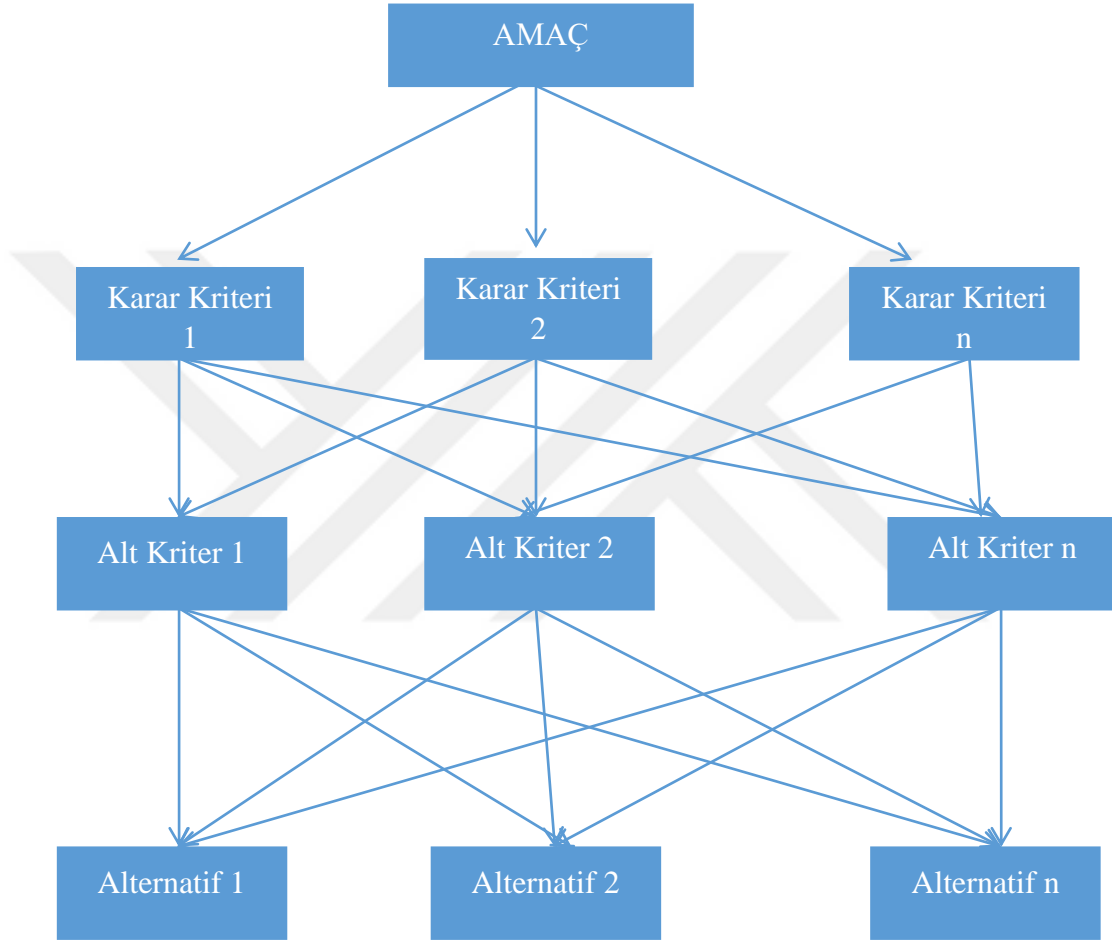 AMAÇ
Karar Kriteri
1
Karar Kriteri
2
Karar Kriteri
n
Alt Kriter 1
Alt Kriter 2
Alt Kriter n
Alternatif 1
Alternatif 2
Alternatif n